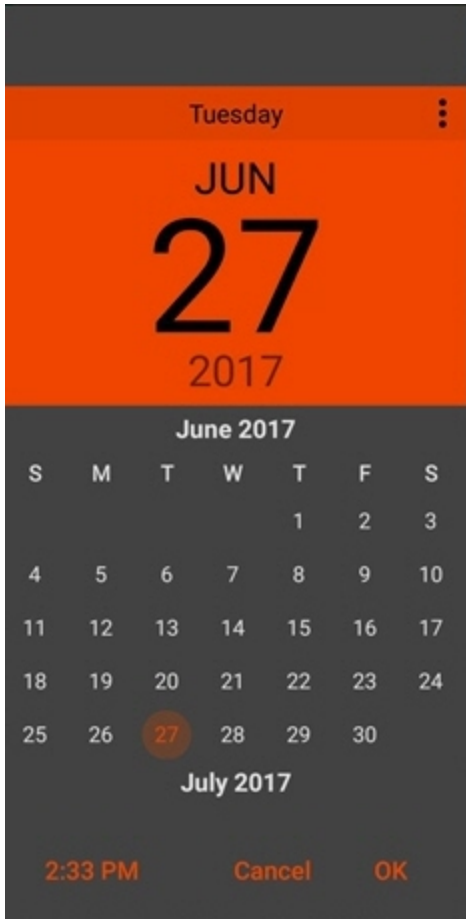 Tuesday
JUN
27
2017
June 2017
S M T W T F S
1 2 3
4 5 6 7 8 9 10
11 12 13 14 15 16 17
18 19 20 21 22 23 24
25 26 27 28 29 30
July 2017
2:33 PM Cancel OK